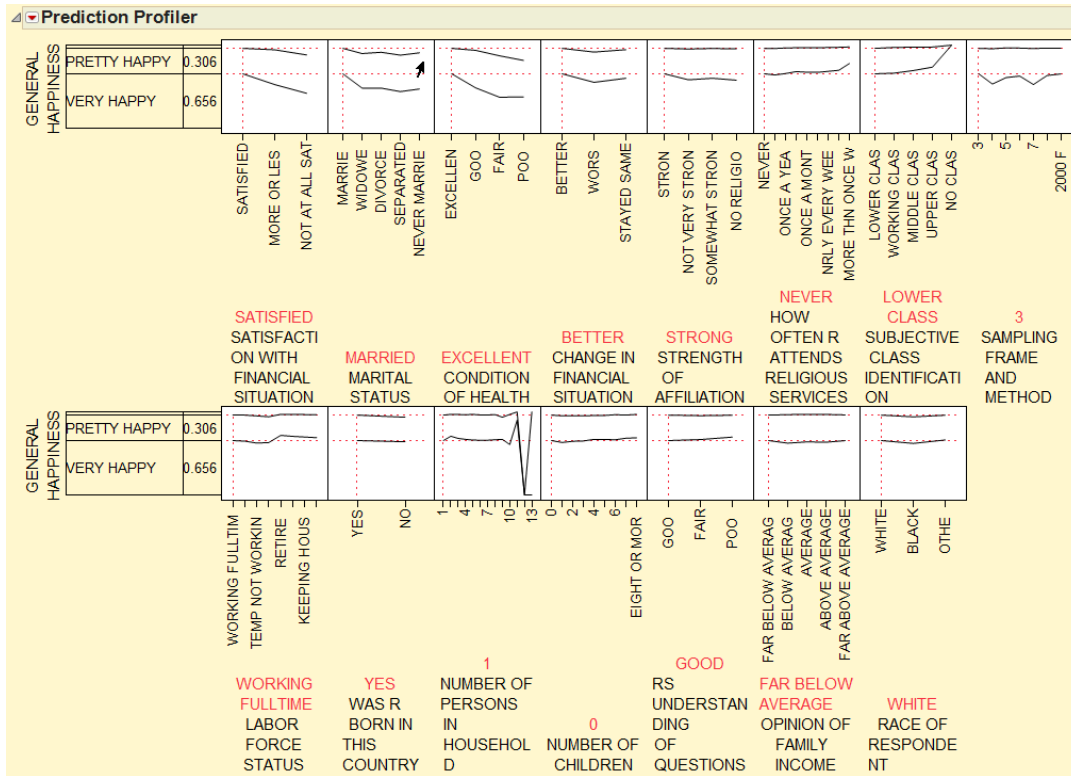 Prediction Profiler
GENERAL
HAPPINESS
PRETTY HAPPY 0.306
VERY HAPPY 0.656
SATISFIED
MORE OR LES
NOT AT ALL SAT
MARRIE
WIDOWE
DIVORCE
SEPARATED
NEVER MARRIE
EXCELLEN
GOO
FAIR
POO
BETTER
WORS
STAYED SAME
STRON
NOT VERY STRON
SOMEWHAT STRON
NO RELIGIO
NEVER
ONCE A YEA
ONCE A MONT
NRLY EVERY WEE
MORE THN ONCE W
LOWER CLAS
WORKING CLAS
MIDDLE CLAS
UPPER CLAS
NO CLAS
3
5
7
2000 F
SATISFIED
SATISFACTI
ON WITH
FINANCIAL
SITUATION
MARRIED
MARITAL
STATUS
EXCELLENT
CONDITION
OF HEALTH
BETTER
CHANGE IN
FINANCIAL
SITUATION
STRONG
STRENGTH
OF
AFFILIATION
NEVER
HOW
OFTEN R
ATTENDS
RELIGIOUS
SERVICES
LOWER
CLASS
SUBJECTIVE
CLASS
IDENTIFICATI
ON
3
SAMPLING
FRAME
AND
METHOD
GENERAL
HAPPINESS
PRETTY HAPPY 0.306
VERY HAPPY 0.656
WORKING FULLTIM
TEMP NOT WORKIN
RETIRE
KEEPING HOUS
YES
NO
1
4
7
10
13
0
2
4
6
EIGHT OR MOR
GOO
FAIR
POO
FAR BELOW AVERAG
BELOW AVERAG
AVERAGE
ABOVE AVERAGE
FAR ABOVE AVERAGE
WHITE
BLACK
OTHE
WORKING
FULLTIME
LABOR
FORCE
STATUS
YES
WAS R
BORN IN
THIS
COUNTRY
1
NUMBER OF
PERSONS
IN
HOUSEHOL
D
0
NUMBER OF
CHILDREN
GOOD
RS
UNDERSTAN
DING
OF
QUESTIONS
FAR BELOW
AVERAGE
OPINION OF
FAMILY
INCOME
WHITE
RACE OF
RESPONDE
NT